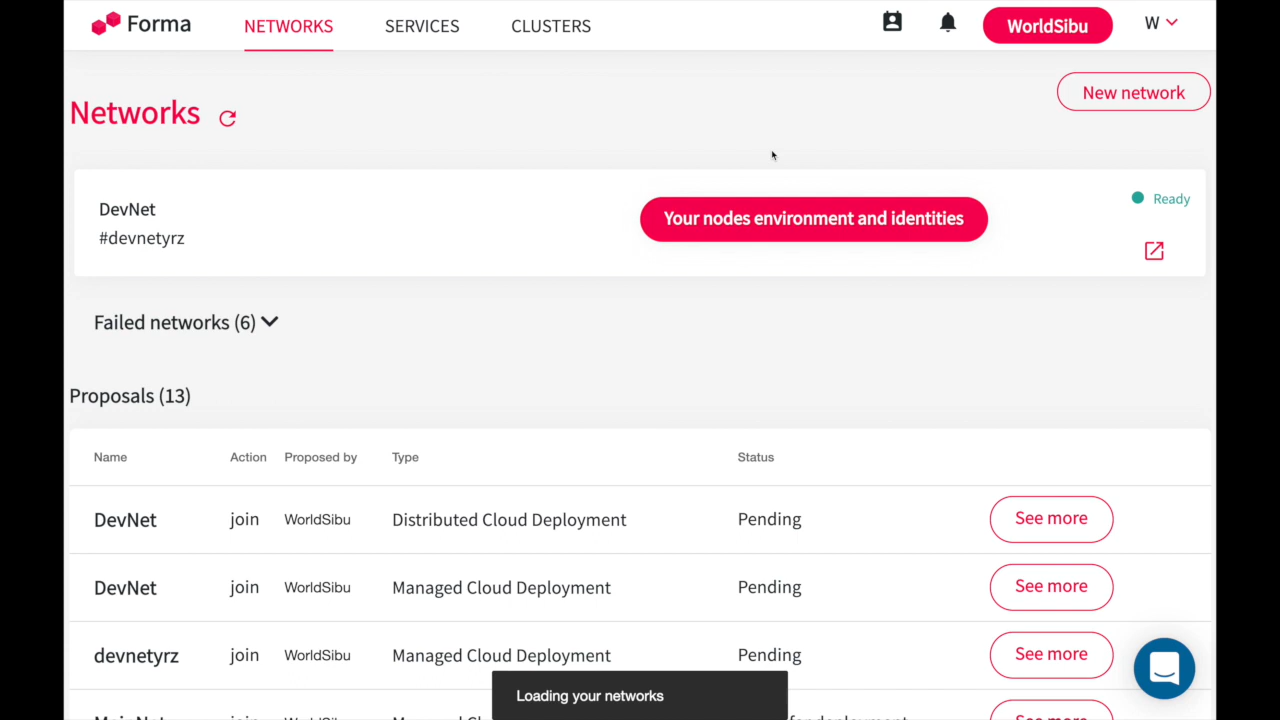 Forma NETWORKS SERVICES CLUSTERS WorldSibu W
New network
Networks
DevNet
#devnetyrz
Your nodes environment and identities
Ready
Failed networks (6)
Proposals (13)
Name Action Proposed by Type Status
DevNet join WorldSibu Distributed Cloud Deployment Pending See more
DevNet join WorldSibu Managed Cloud Deployment Pending See more
devnetyrz join WorldSibu Managed Cloud Deployment Pending See more
Loading your networks